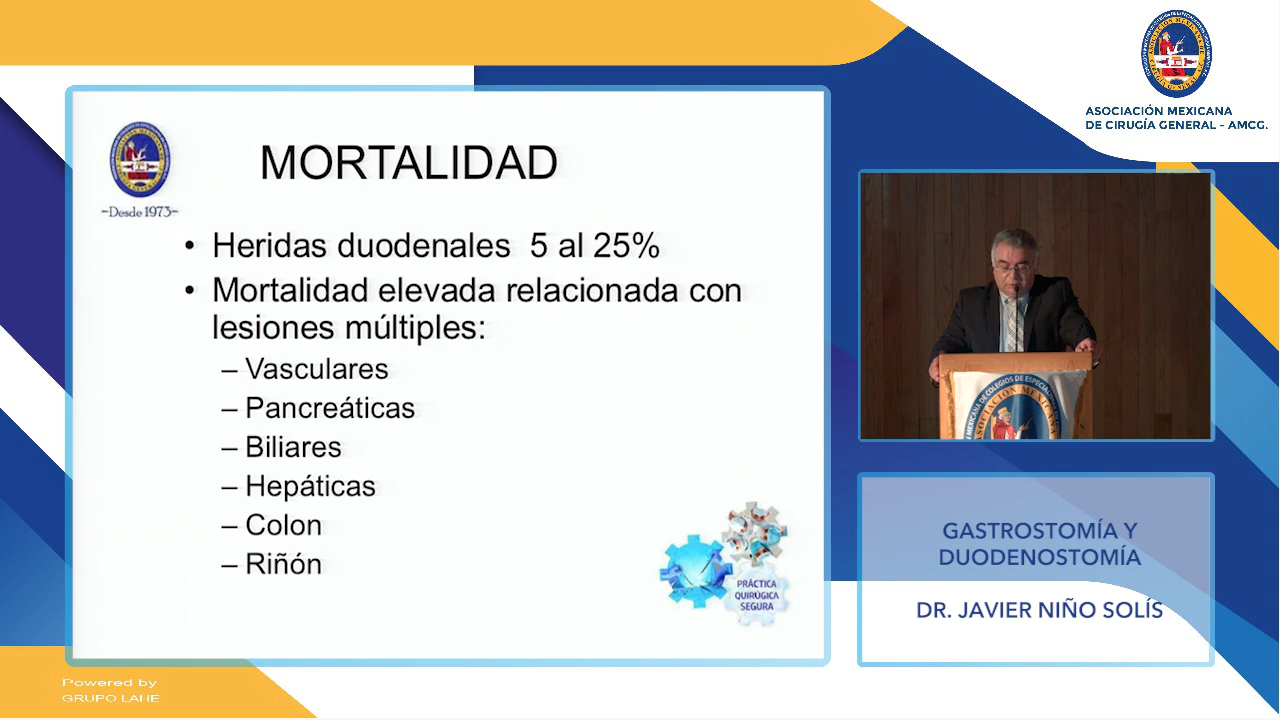 ASOCIACIÓN MEXICANA
DE CIRUGÍA GENERAL - AMCG.
-Desde 1973-
MORTALIDAD
• Heridas duodenales 5 al 25%
• Mortalidad elevada relacionada con
lesiones múltiples:
– Vasculares
– Pancreáticas
– Biliares
– Hepáticas
– Colon
– Riñón
PRÁCTICA
QUIRÚGICA
SEGURA
GASTROSTOMÍA Y
DUODENOSTOMÍA
DR. JAVIER NIÑO SOLÍS
Powered by
GRUPO LAHE